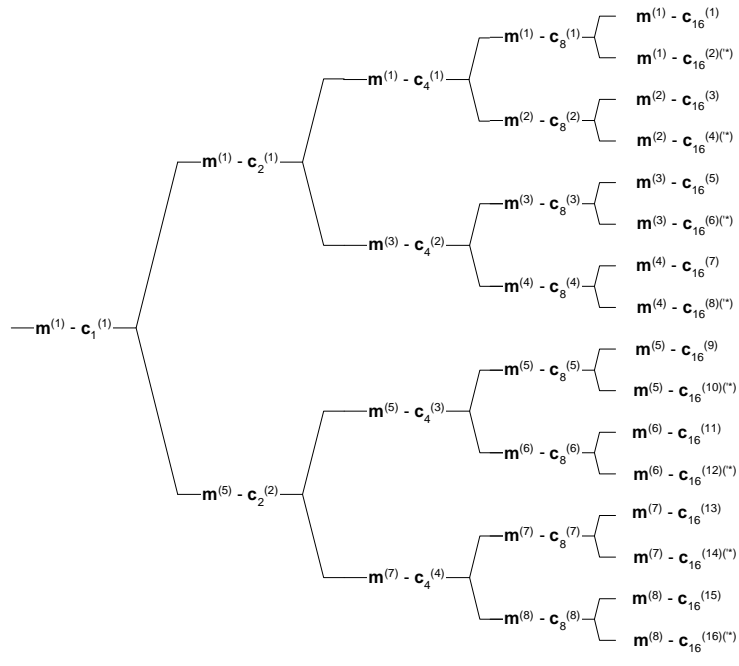 m(1) - c16(1)
m(1) - c8(1)
m(1) - c16(2)(*)
m(1) - c4(1)
m(2) - c16(3)
m(2) - c8(2)
m(2) - c16(4)(*)
m(1) - c2(1)
m(3) - c16(5)
m(3) - c8(3)
m(3) - c16(6)(*)
m(3) - c4(2)
m(4) - c16(7)
m(4) - c8(4)
m(4) - c16(8)(*)
m(1) - c1(1)
m(5) - c16(9)
m(5) - c8(5)
m(5) - c16(10)(*)
m(5) - c4(3)
m(6) - c16(11)
m(6) - c8(6)
m(6) - c16(12)(*)
m(5) - c2(2)
m(7) - c16(13)
m(7) - c8(7)
m(7) - c16(14)(*)
m(7) - c4(4)
m(8) - c16(15)
m(8) - c8(8)
m(8) - c16(16)(*)